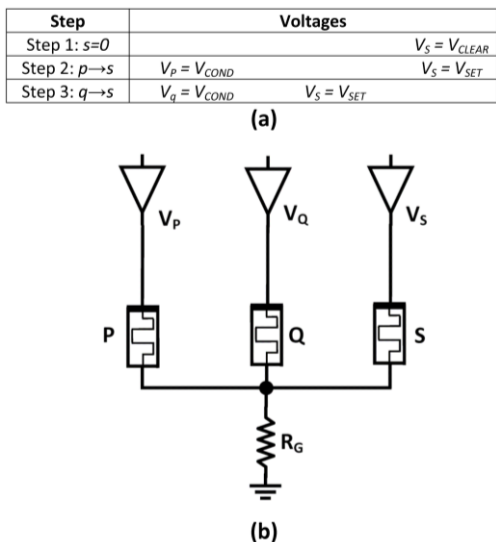 Step Voltages
Step 1: s=0 V_S = V_CLEAR
Step 2: p→s V_P = V_COND V_S = V_SET
Step 3: q→s V_q = V_COND V_S = V_SET
(a)
V_P V_Q V_S
P Q S
R_G
(b)